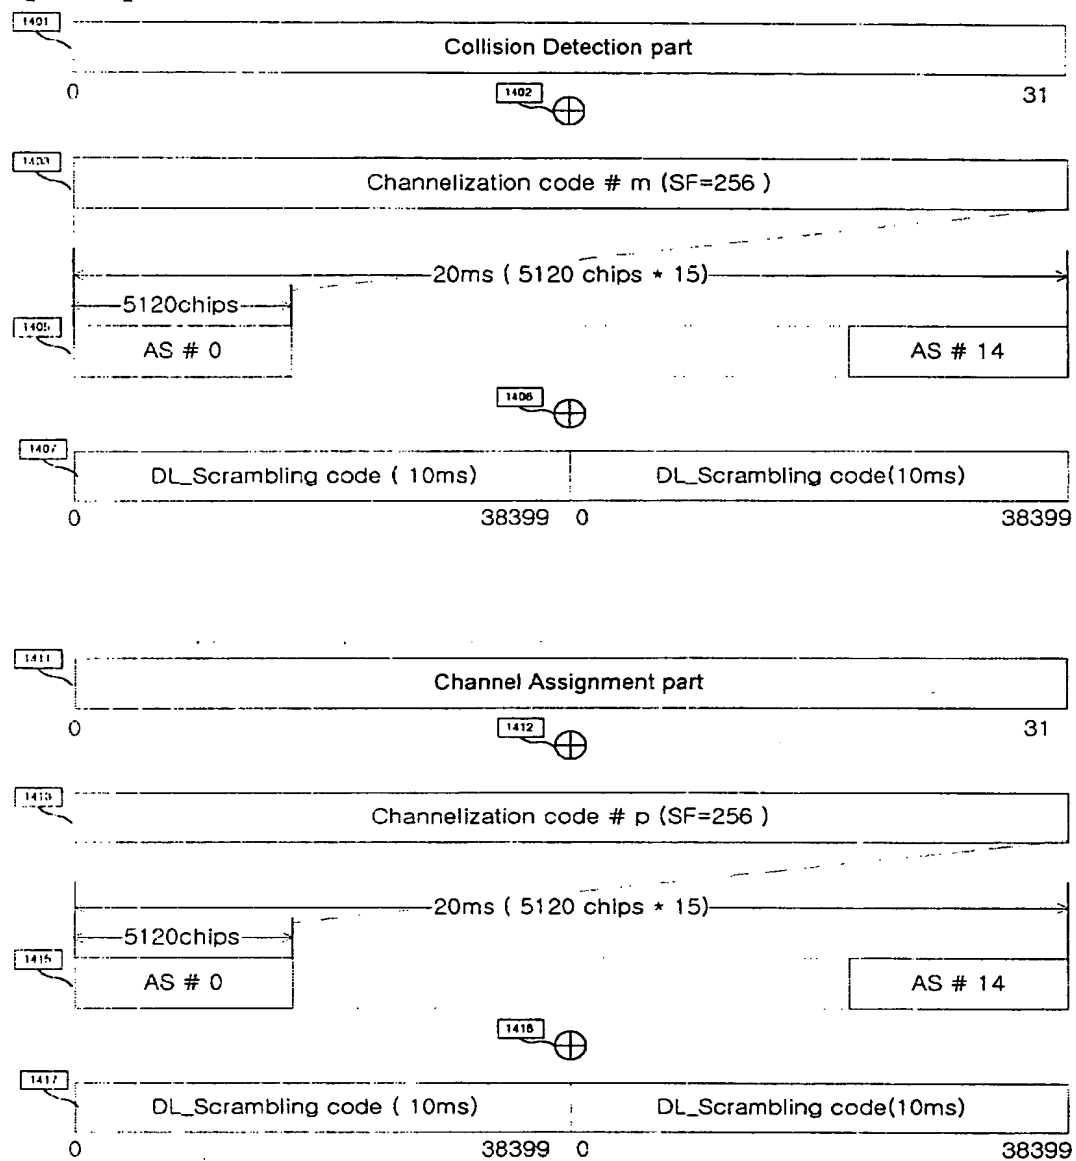 1401
Collision Detection part
0 31
1402
1403
Channelization code # m (SF=256 )
20ms ( 5120 chips * 15)
5120chips
1405
AS # 0 AS # 14
1406
1407
DL_Scrambling code ( 10ms) DL_Scrambling code(10ms)
0 38399 0 38399
1411
Channel Assignment part
0 31
1412
1413
Channelization code # p (SF=256 )
20ms ( 5120 chips * 15)
5120chips
1415
AS # 0 AS # 14
1416
1417
DL_Scrambling code ( 10ms) DL_Scrambling code(10ms)
0 38399 0 38399